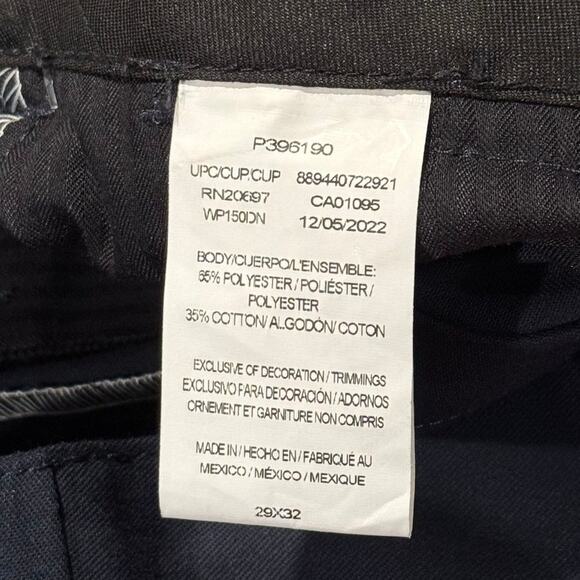 P396190
UPC/CUP/CUP 889440722921
RN20697 CA01095
WP150DN 12/05/2022
BODY/CUERPO/L'ENSEMBLE:
65% POLYESTER / POLIÉSTER /
POLYESTER
35% COTTON/ ALGODÓN/ COTON
EXCLUSIVE OF DECORATION / TRIMMINGS
EXCLUSIVO PARA DECORACIÓN / ADORNOS
ORNEMENT ET GARNITURE NON COMPRIS
MADE IN / HECHO EN / FABRIQUÉ AU
MEXICO / MÉXICO / MEXIQUE
29X32